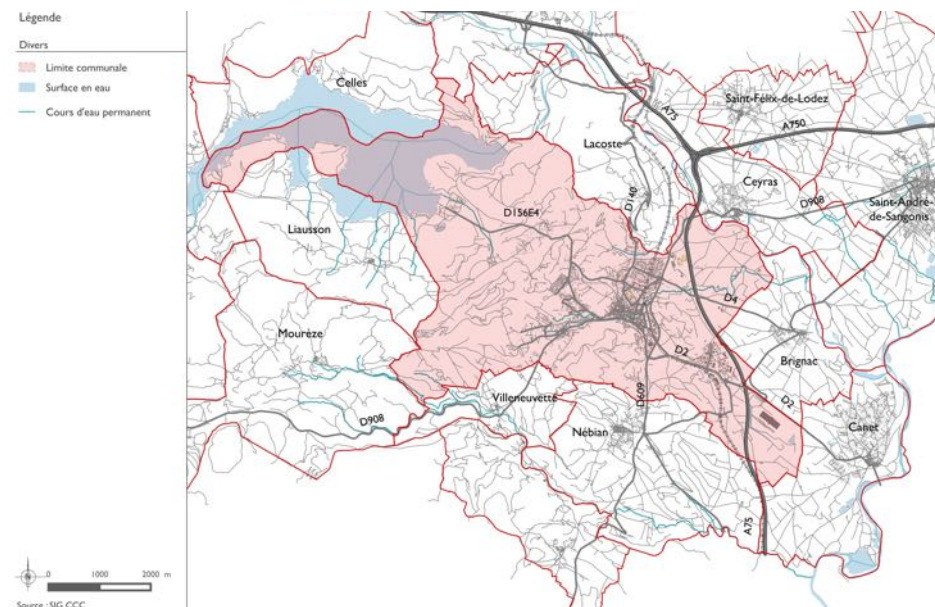 Légende
Divers
Limite communale
Surface en eau
Cours d'eau permanent
Celles
Saint-Félix-de-Lodez
A75
A750
Lacoste
Ceyras
D140
D908
Saint-André-
de-Sangonis
D156E4
Liausson
D4
Mourèze
D2
Brignac
Villeneuvette
D609
D2
D908
Nébian
Canet
A75
0 1000 2000 m
Source : SIG CCC